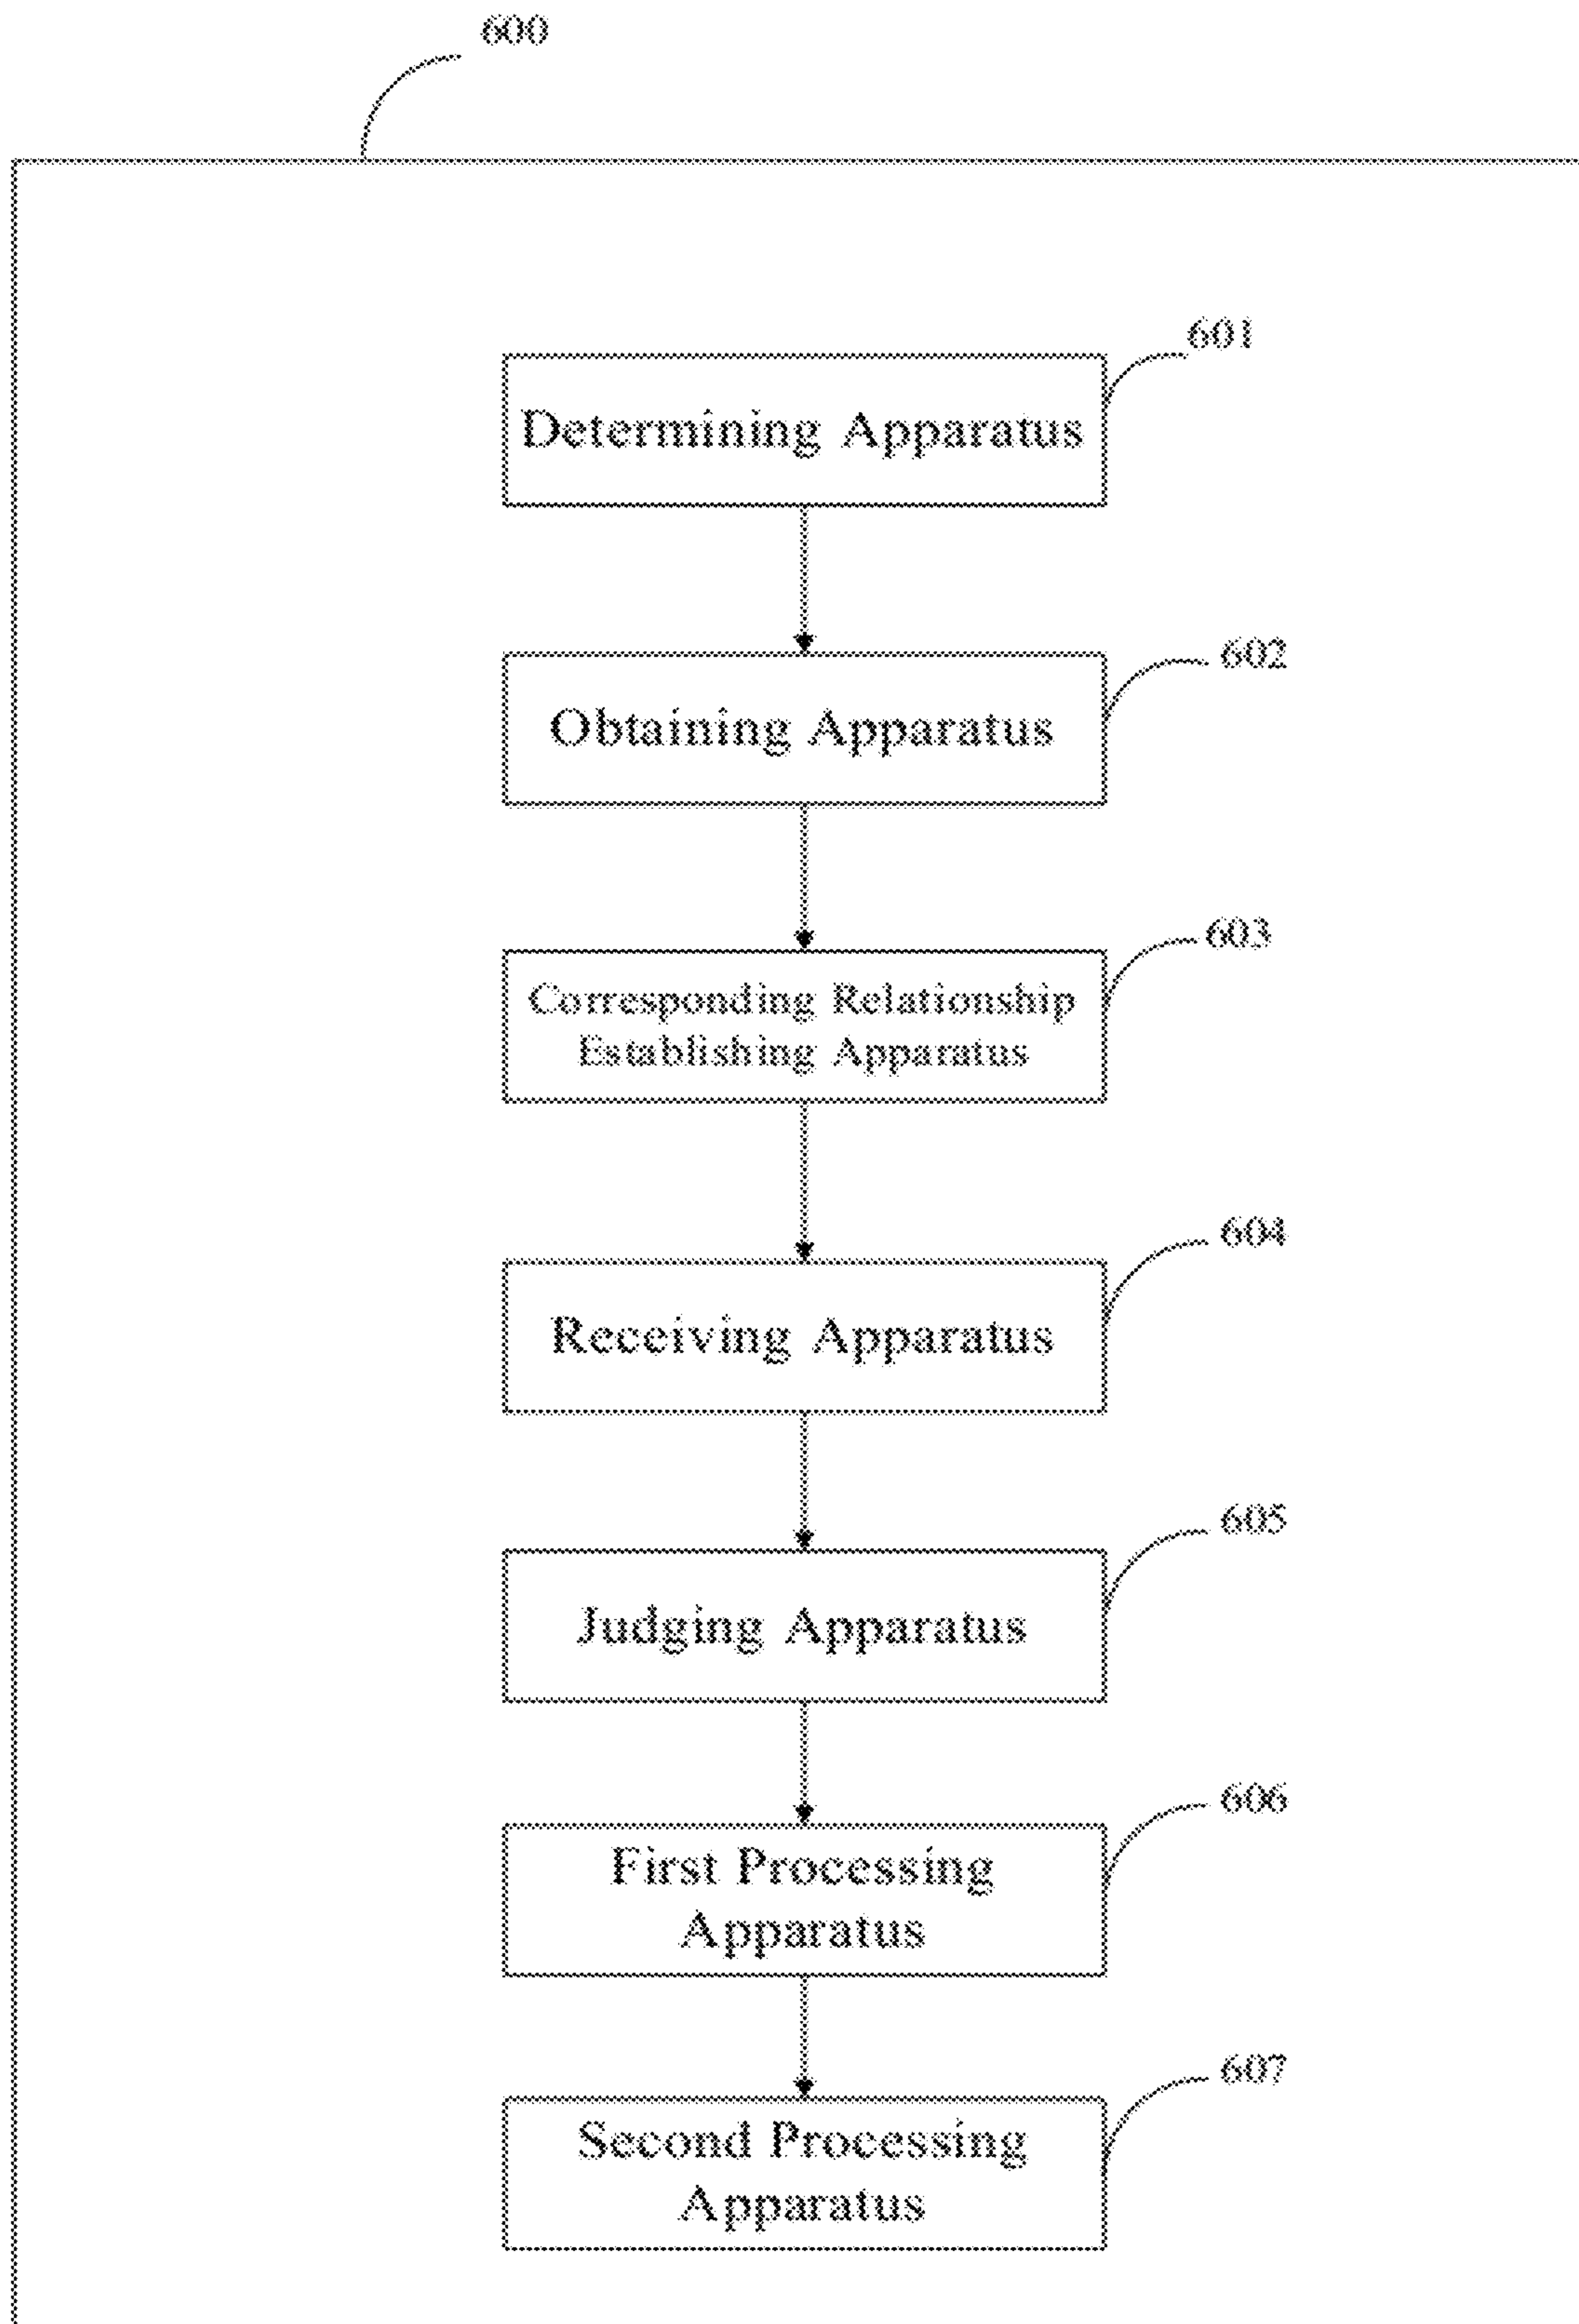 600
601
Determining Apparatus
602
Obtaining Apparatus
603
Corresponding Relationship
Establishing Apparatus
604
Receiving Apparatus
605
Judging Apparatus
606
First Processing
Apparatus
607
Second Processing
Apparatus